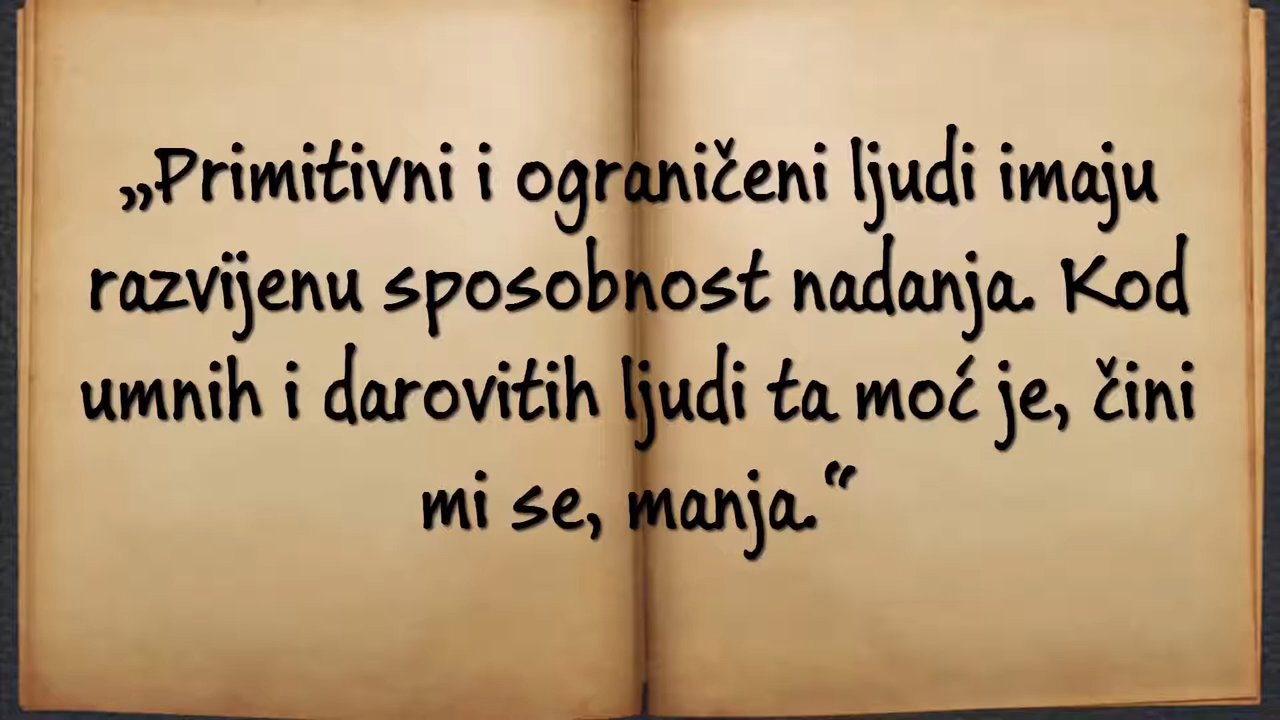 „Primitivni i ograničeni ljudi imaju
razvijenu sposobnost nadanja. Kod
umnih i darovitih ljudi ta moć je, čini
mi se, manja.“